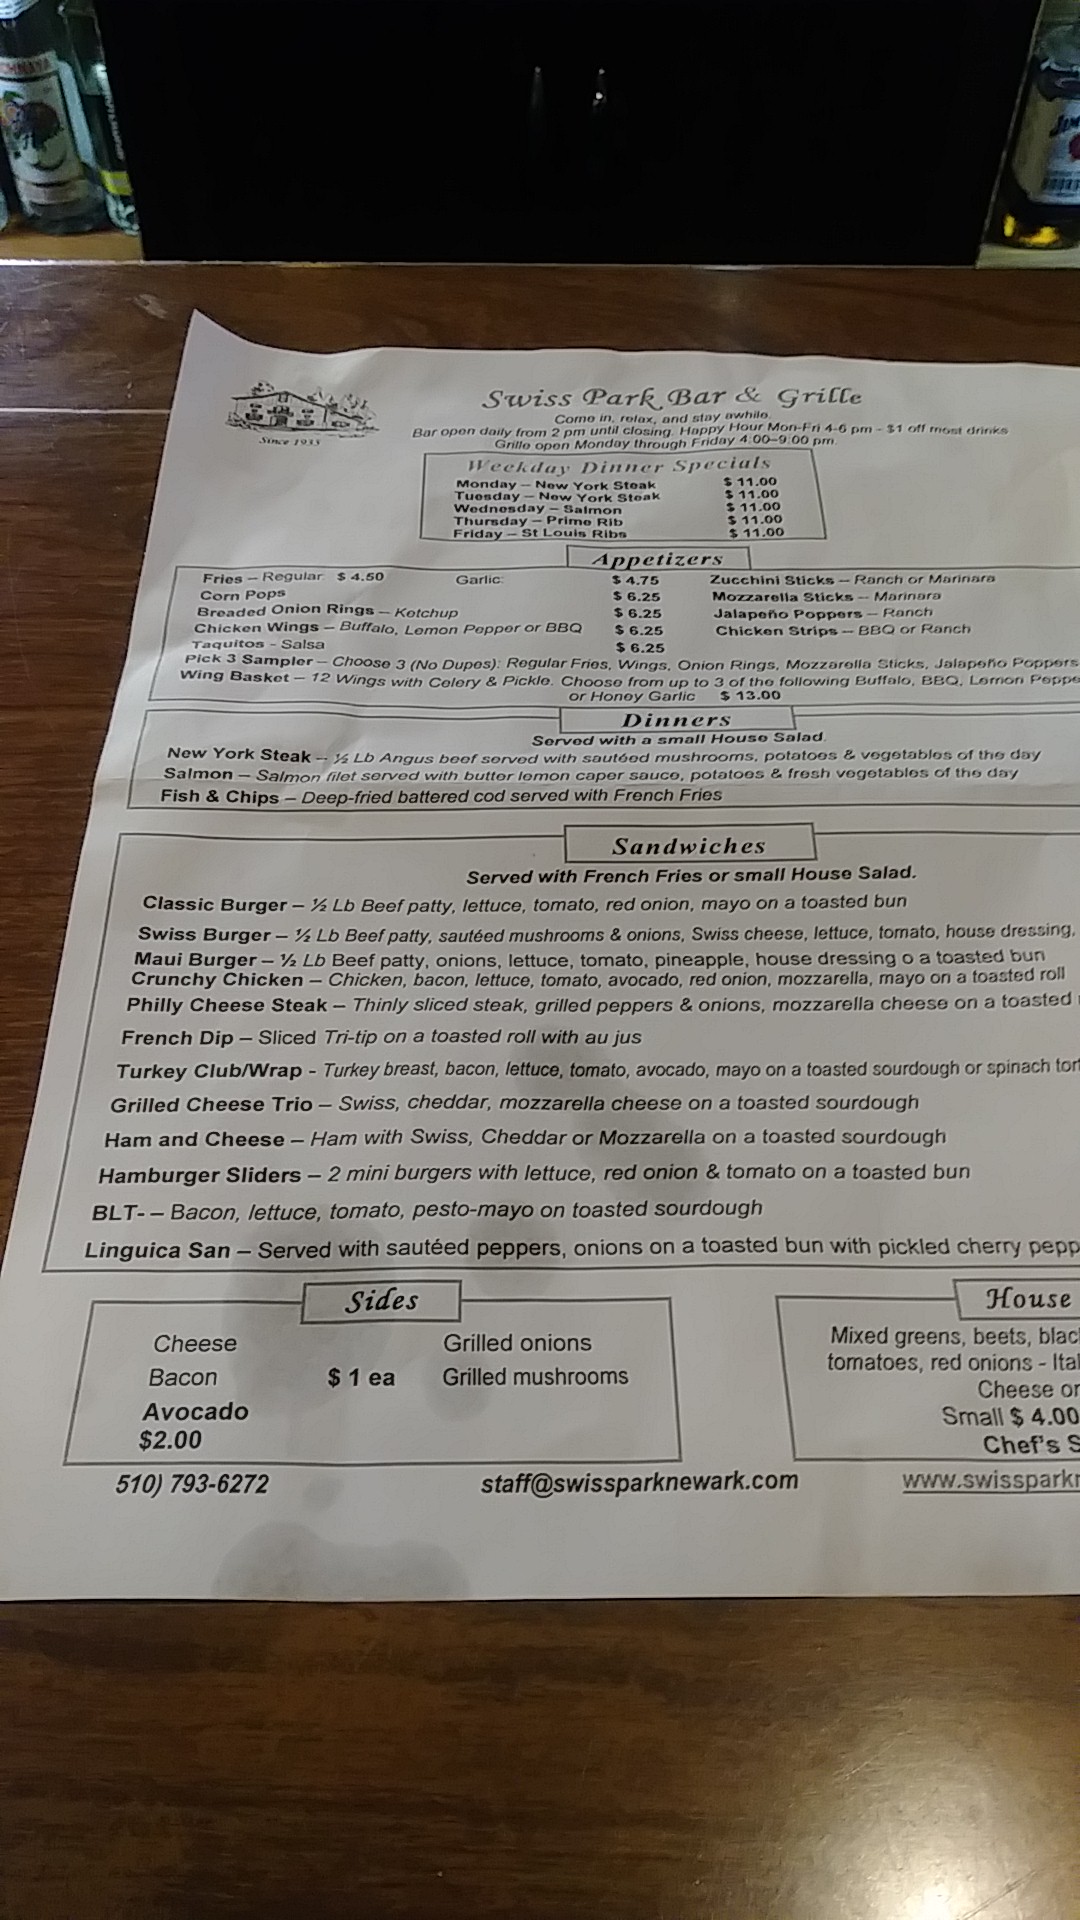 Swiss Park Bar & Grille
Come in, relax, and stay awhile.
Bar open daily from 2 pm until closing. Happy Hour Mon-Fri 4-6 pm - $1 off most drinks
Grille open Monday through Friday 4:00–9:00 pm.
Since 1933
Weekday Dinner Specials
Monday – New York Steak $ 11.00
Tuesday – New York Steak $ 11.00
Wednesday – Salmon $ 11.00
Thursday – Prime Rib $ 11.00
Friday – St Louis Ribs $ 11.00
Appetizers
Fries – Regular: $ 4.50 Garlic: $ 4.75 Zucchini Sticks – Ranch or Marinara
Corn Pops $ 6.25 Mozzarella Sticks – Marinara
Breaded Onion Rings – Ketchup $ 6.25 Jalapeño Poppers – Ranch
Chicken Wings – Buffalo, Lemon Pepper or BBQ $ 6.25 Chicken Strips – BBQ or Ranch
Taquitos - Salsa $ 6.25
Pick 3 Sampler – Choose 3 (No Dupes): Regular Fries, Wings, Onion Rings, Mozzarella Sticks, Jalapeño Poppers
Wing Basket – 12 Wings with Celery & Pickle. Choose from up to 3 of the following Buffalo, BBQ, Lemon Peppe
or Honey Garlic $ 13.00
Dinners
Served with a small House Salad.
New York Steak – ½ Lb Angus beef served with sautéed mushrooms, potatoes & vegetables of the day
Salmon – Salmon filet served with butter lemon caper sauce, potatoes & fresh vegetables of the day
Fish & Chips – Deep-fried battered cod served with French Fries
Sandwiches
Served with French Fries or small House Salad.
Classic Burger – ½ Lb Beef patty, lettuce, tomato, red onion, mayo on a toasted bun
Swiss Burger – ½ Lb Beef patty, sautéed mushrooms & onions, Swiss cheese, lettuce, tomato, house dressing,
Maui Burger – ½ Lb Beef patty, onions, lettuce, tomato, pineapple, house dressing o a toasted bun
Crunchy Chicken – Chicken, bacon, lettuce, tomato, avocado, red onion, mozzarella, mayo on a toasted roll
Philly Cheese Steak – Thinly sliced steak, grilled peppers & onions, mozzarella cheese on a toasted
French Dip – Sliced Tri-tip on a toasted roll with au jus
Turkey Club/Wrap - Turkey breast, bacon, lettuce, tomato, avocado, mayo on a toasted sourdough or spinach tort
Grilled Cheese Trio – Swiss, cheddar, mozzarella cheese on a toasted sourdough
Ham and Cheese – Ham with Swiss, Cheddar or Mozzarella on a toasted sourdough
Hamburger Sliders – 2 mini burgers with lettuce, red onion & tomato on a toasted bun
BLT- – Bacon, lettuce, tomato, pesto-mayo on toasted sourdough
Linguica San – Served with sautéed peppers, onions on a toasted bun with pickled cherry pepp
Sides
Cheese Grilled onions
Bacon $ 1 ea Grilled mushrooms
Avocado
$2.00
House
Mixed greens, beets, blac
tomatoes, red onions - Ital
Cheese or
Small $ 4.00
Chef's S
510) 793-6272 staff@swissparknewark.com www.swisspark